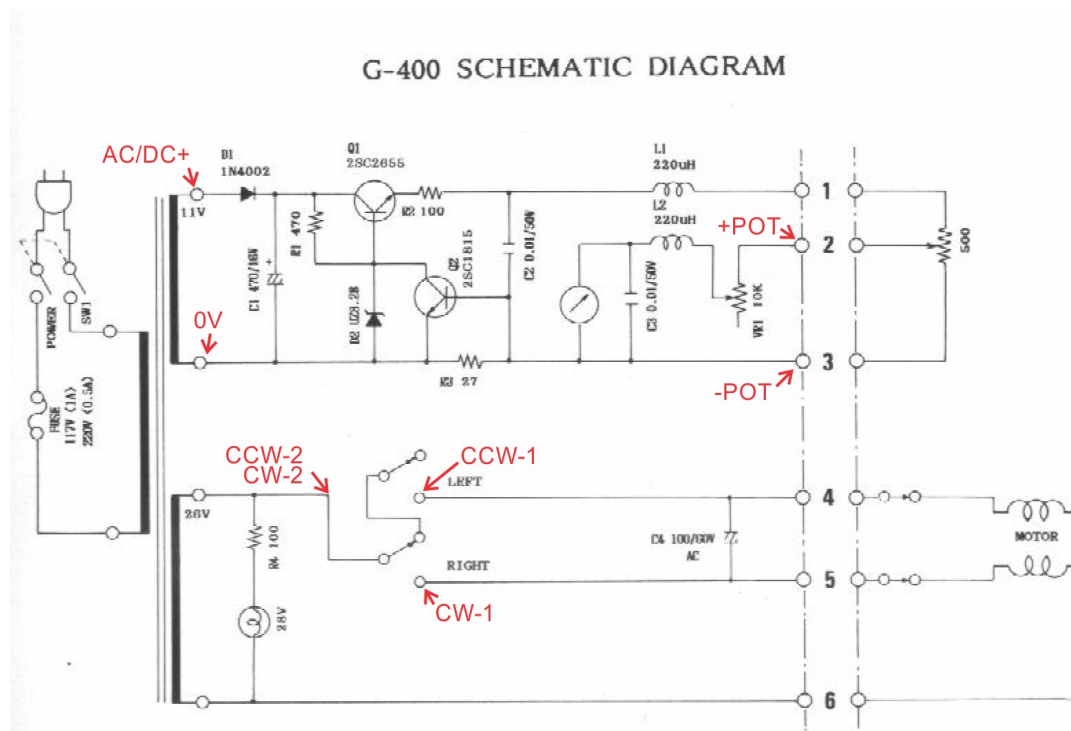 G-400 SCHEMATIC DIAGRAM
AC/DC+
D1
1N4002
Q1
2SC2655
L1
220uH
11V
R2 100
L2
220uH
1
+POT
2
R1 470
C1 470/16V
+
Q2
2SC1815
C2 0.01/50V
500
D2 UZ8.2B
C3 0.01/50V
VR1 10K
POWER
SW1
0V
R3 27
3
-POT
FUSE
117V (1A)
220V (0.5A)
CCW-2
CW-2
CCW-1
LEFT
26V
4
R4 100
C4 100/60V
AC
MOTOR
RIGHT
5
CW-1
28V
6